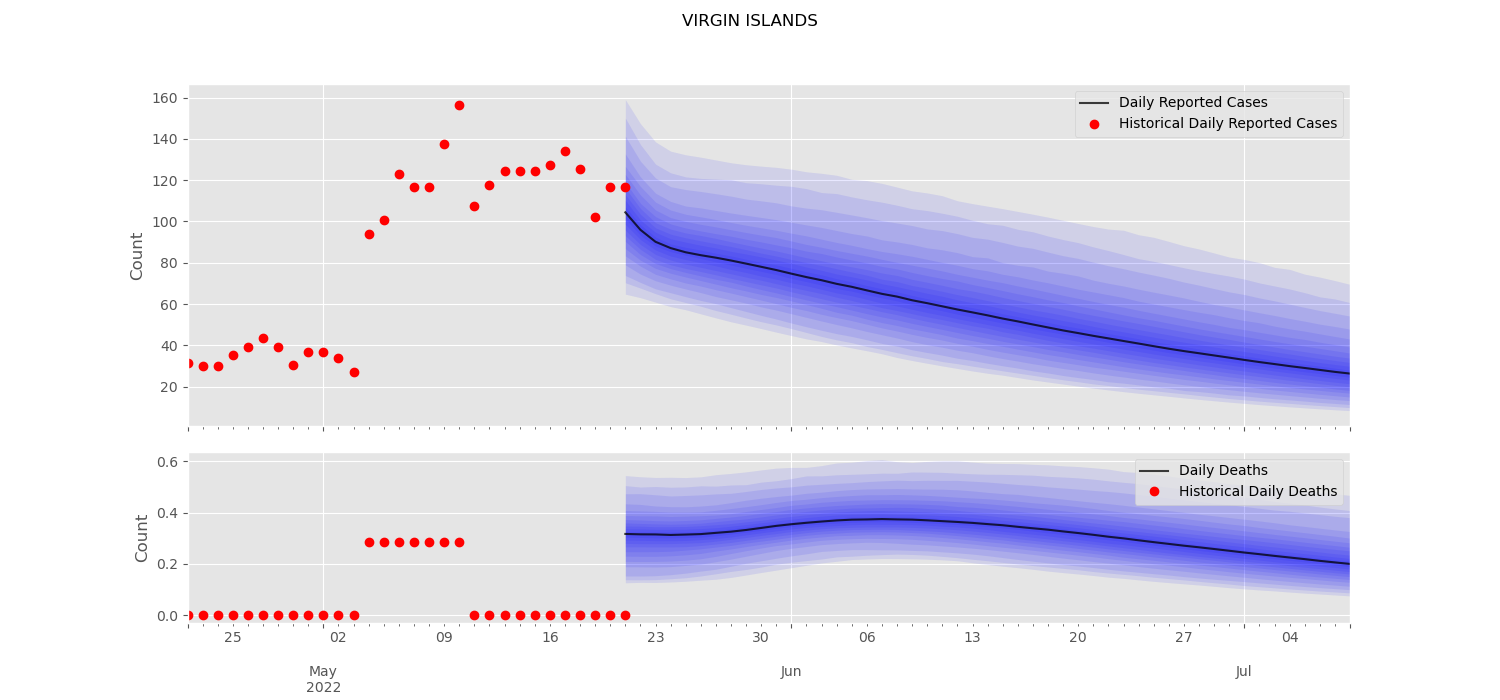 VIRGIN ISLANDS
160
140
120
100
80
60
40
20
Count
Daily Reported Cases
Historical Daily Reported Cases
0.6
0.4
0.2
0.0
Count
Daily Deaths
Historical Daily Deaths
25 02 09 16 23 30 06 13 20 27 04
May Jun Jul
2022